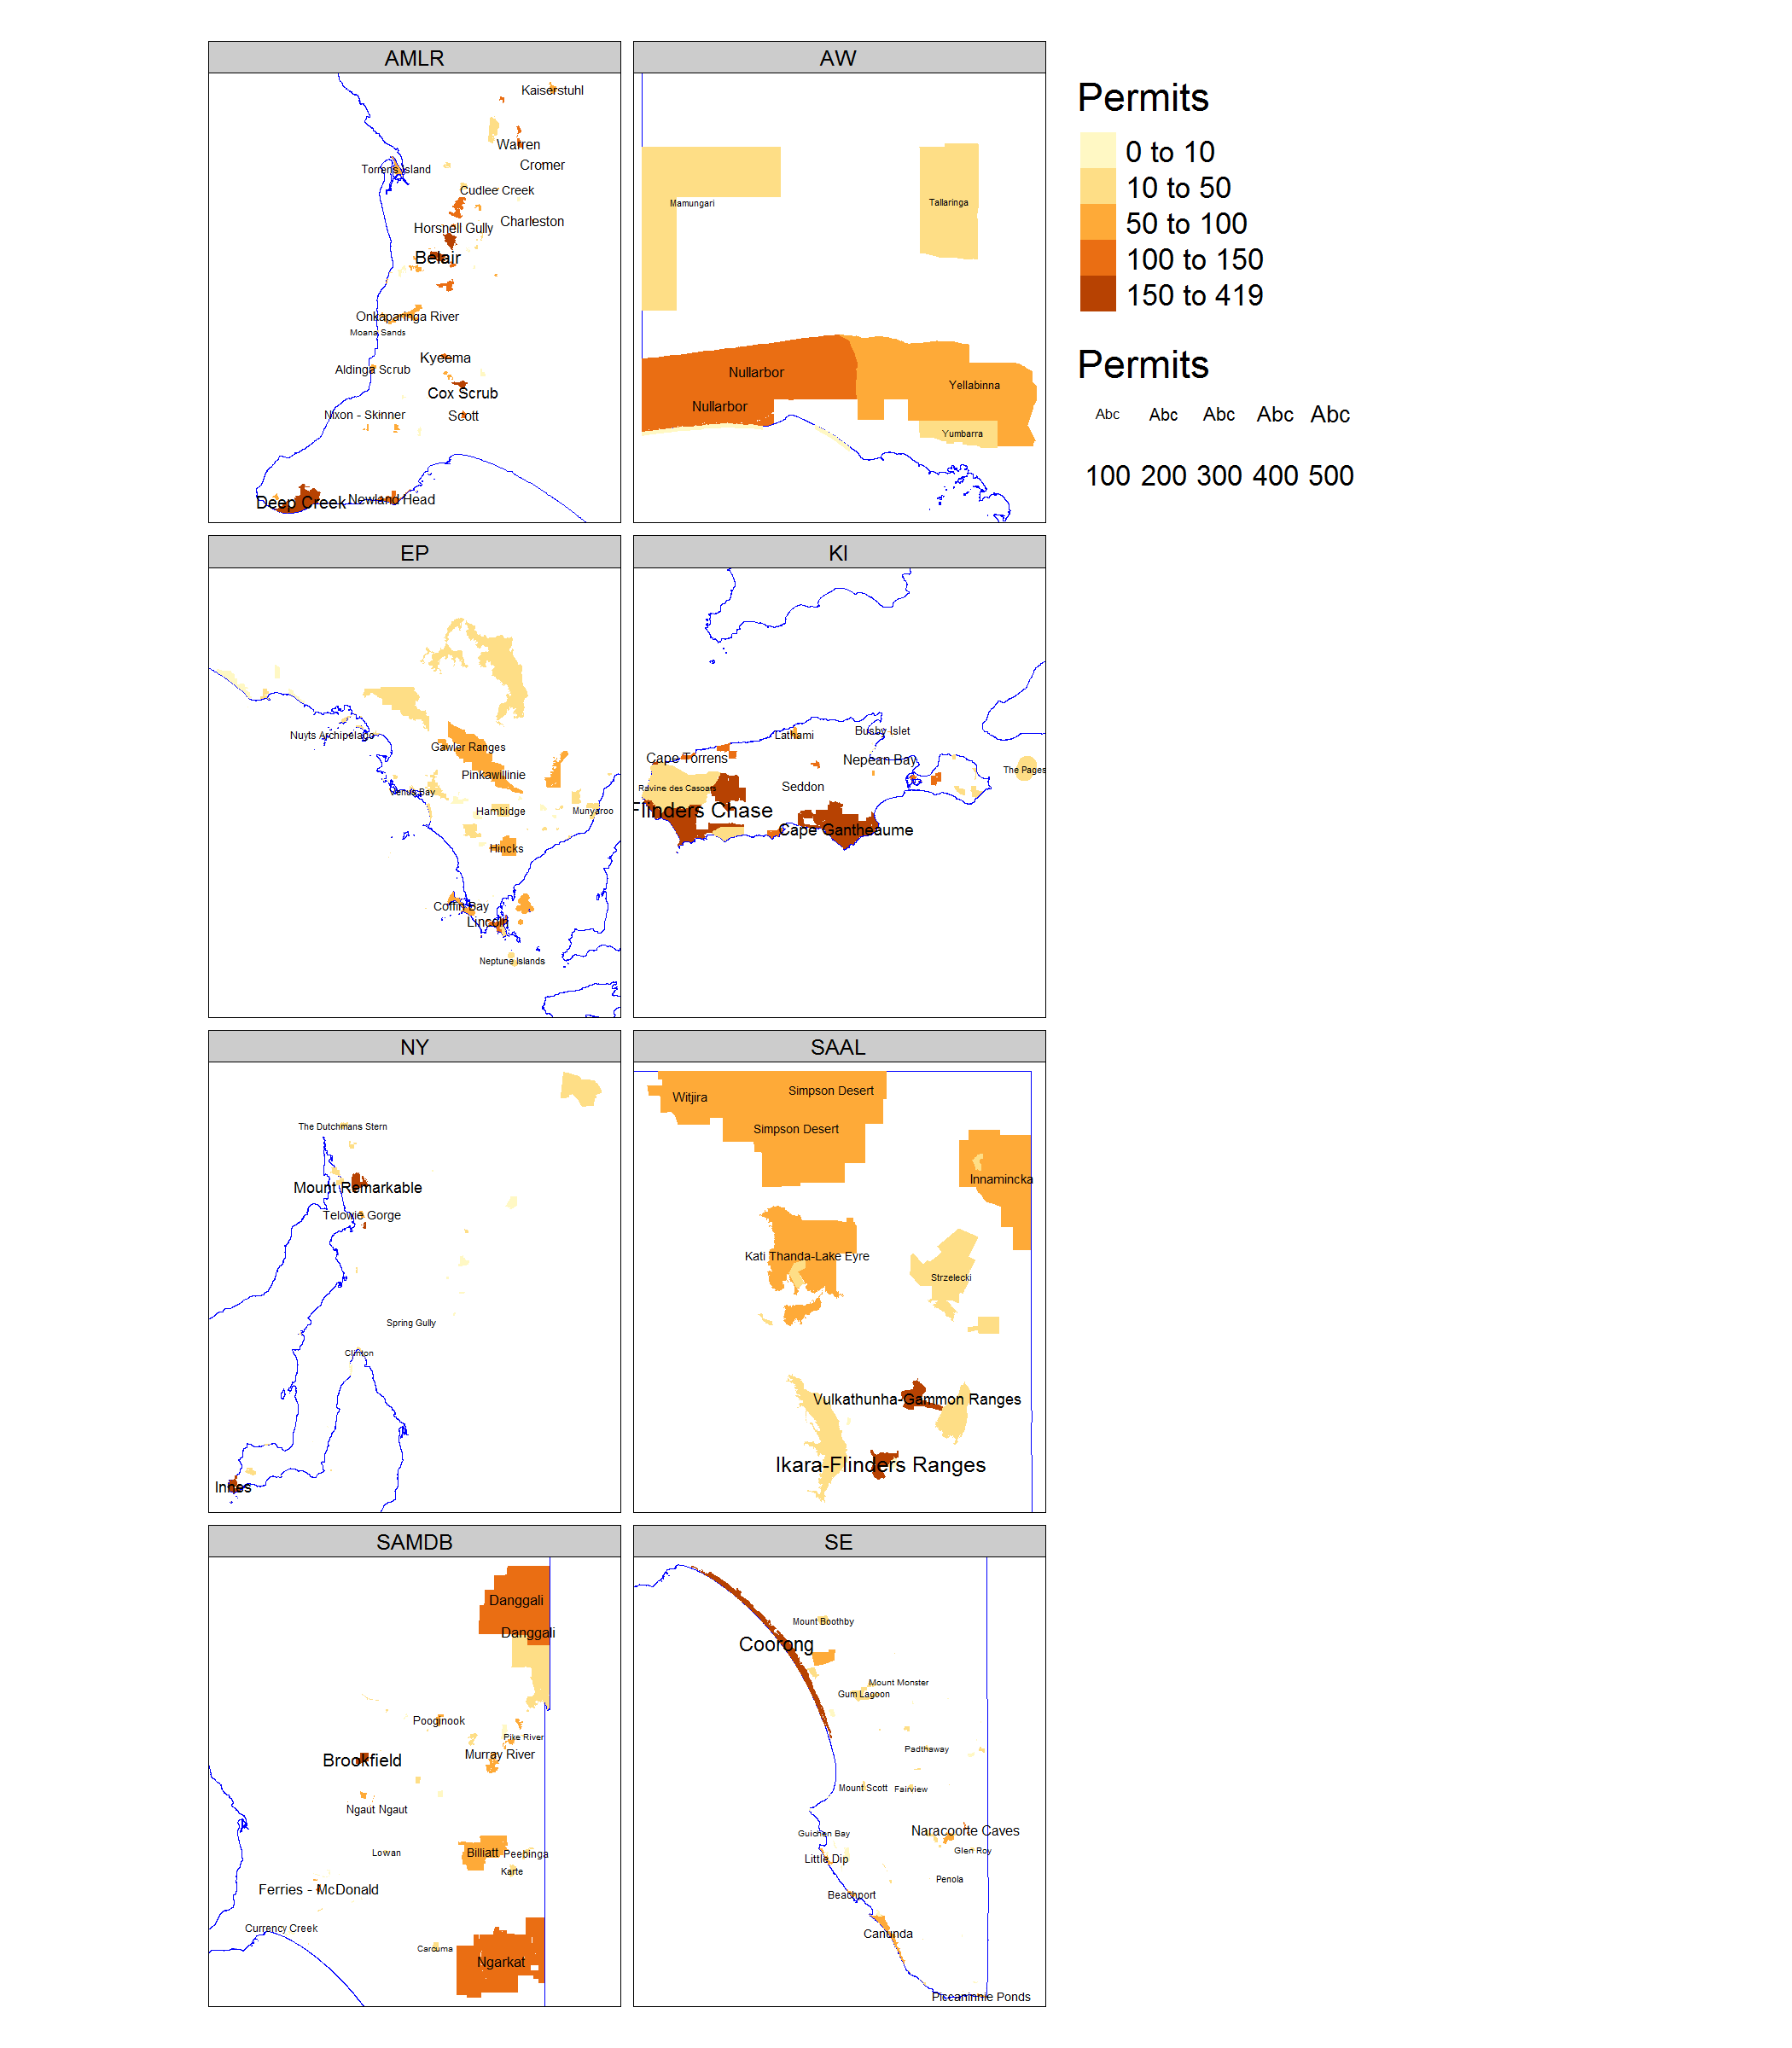 AMLR
Kaiserstuhl
Warren
Cromer
Torrens Island
Cudlee Creek
Charleston
Horsnell Gully
Belair
Onkaparinga River
Moana Sands
Kyeema
Aldinga Scrub
Cox Scrub
Nixon - Skinner
Scott
Deep Creek
Newland Head
AW
Mamungari
Tallaringa
Nullarbor
Yellabinna
Nullarbor
Yumbarra
Permits
0 to 10
10 to 50
50 to 100
100 to 150
150 to 419
Permits
Abc Abc Abc Abc Abc
100 200 300 400 500
EP
Nuyts Archipelago
Gawler Ranges
Pinkawillinie
Venus Bay
Hambidge
Munyaroo
Hincks
Coffin Bay
Lincoln
Neptune Islands
KI
Lathami
Busby Islet
Cape Torrens
Nepean Bay
The Pages
Ravine des Casoars
Seddon
Flinders Chase
Cape Gantheaume
NY
The Dutchmans Stern
Mount Remarkable
Telowie Gorge
Spring Gully
Clinton
Innes
SAAL
Witjira
Simpson Desert
Simpson Desert
Innamincka
Kati Thanda-Lake Eyre
Strzelecki
Vulkathunha-Gammon Ranges
Ikara-Flinders Ranges
SAMDB
Danggali
Danggali
Pooginook
Pike River
Murray River
Brookfield
Ngaut Ngaut
Lowan
Billiatt
Peebinga
Karte
Ferries - McDonald
Currency Creek
Carcuma
Ngarkat
SE
Mount Boothby
Coorong
Mount Monster
Gum Lagoon
Padthaway
Mount Scott
Fairview
Guichen Bay
Naracoorte Caves
Glen Roy
Little Dip
Penola
Beachport
Canunda
Piccaninnie Ponds